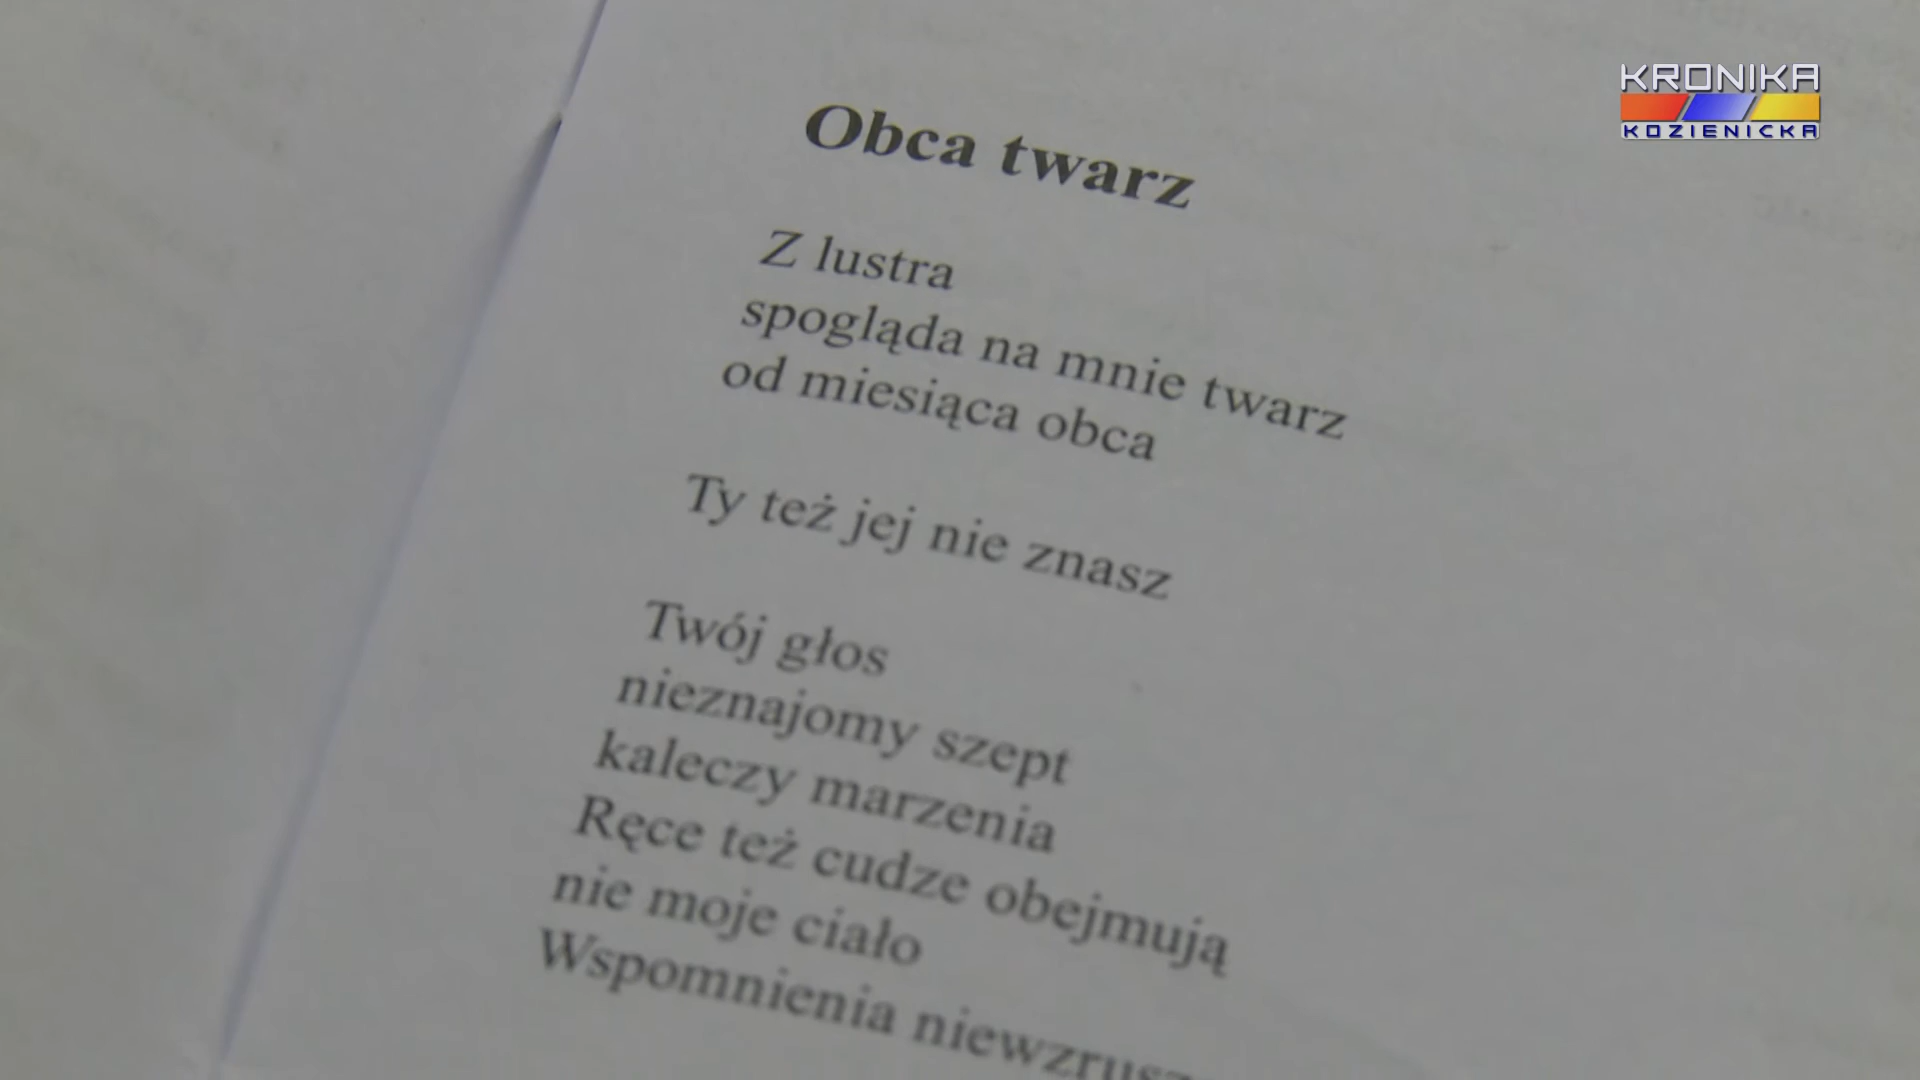 KRONIKA
KOZIENICKA
Obca twarz
Z lustra
spogląda na mnie twarz
od miesiąca obca
Ty też jej nie znasz
Twój głos
nieznajomy szept
kaleczy marzenia
Ręce też cudze obejmują
nie moje ciało
Wspomnienia